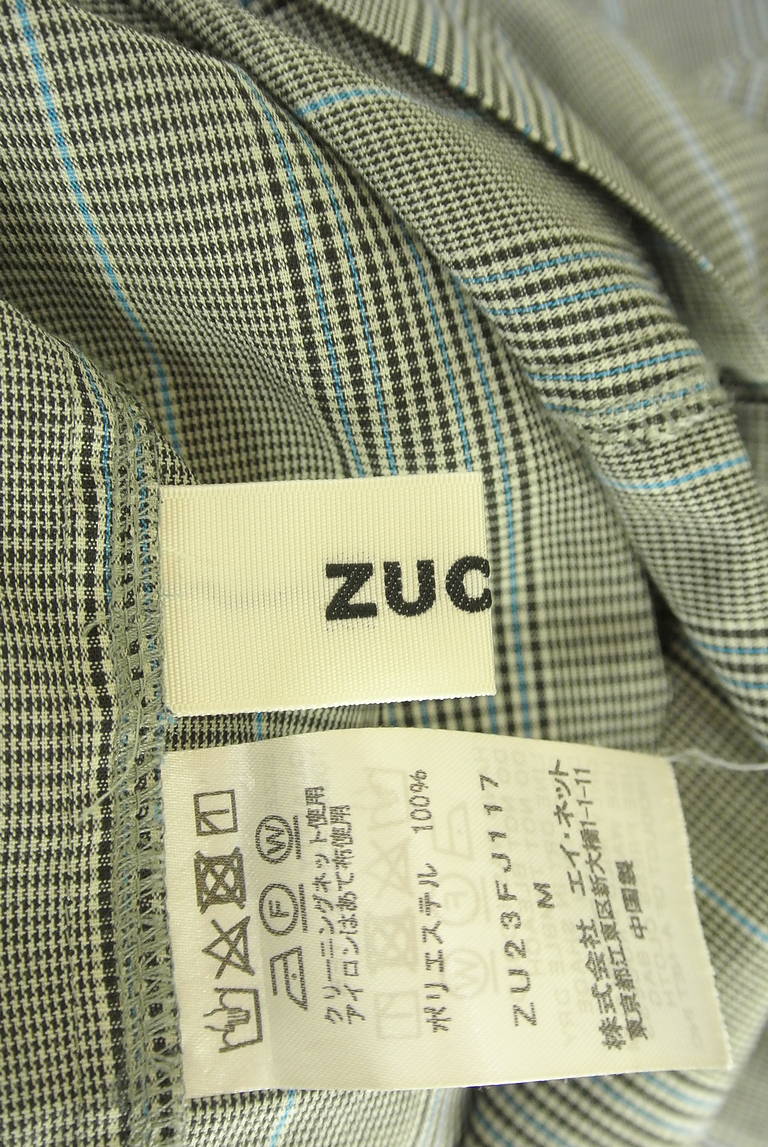 ZUC
クリーニングネット使用
アイロンはあて布使用
ポリエステル 100%
ZU23FJ117
M
株式会社 エイ・ネット
東京都江東区新大橋1-1-11
中国製